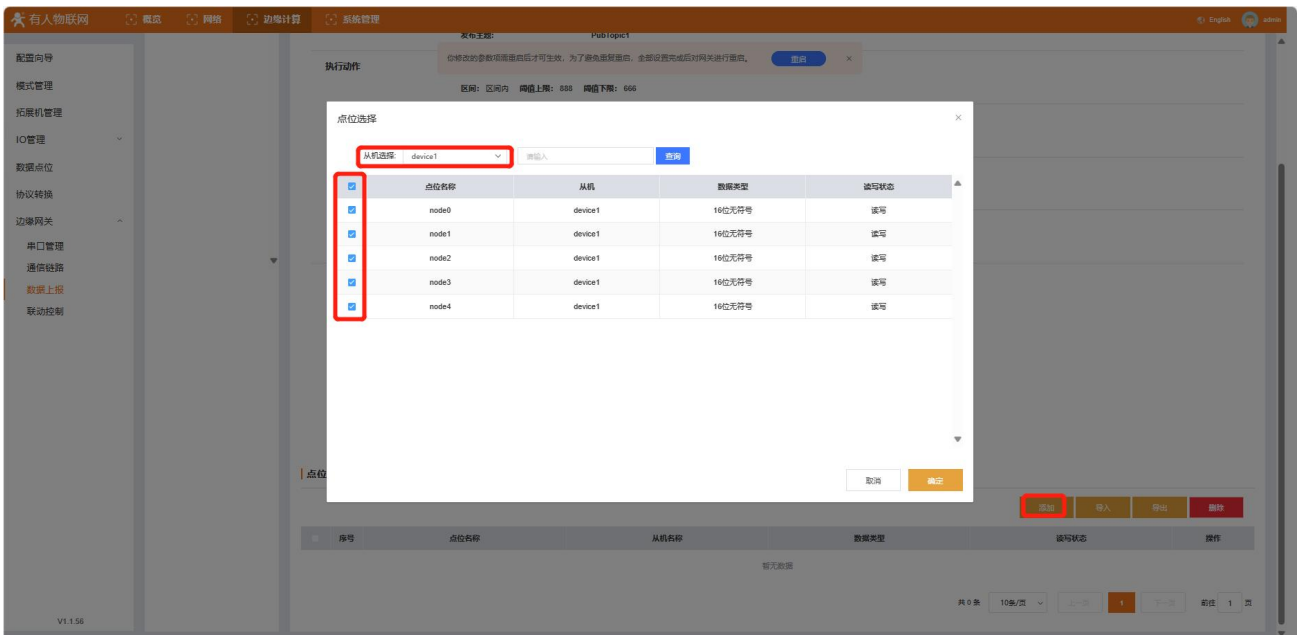 有人物联网 概览 网络 边缘计算 系统管理 English admin
配置向导
模式管理
拓展机管理
IO管理
数据点位
协议转换
边缘网关
串口管理
通信链路
数据上报
联动控制
V1.1.56
发布主题: PubTopic1
执行动作
你修改的参数项需重启后才可生效，为了避免重复重启，全部设置完成后对网关进行重启。 重启 ×
区间: 区间内 阈值上限: 888 阈值下限: 666
点位选择 ×
从机选择: device1 请输入 查询
点位名称 从机 数据类型 读写状态
node0 device1 16位无符号 读写
node1 device1 16位无符号 读写
node2 device1 16位无符号 读写
node3 device1 16位无符号 读写
node4 device1 16位无符号 读写
取消 确定
点位
添加 导入 导出 删除
序号 点位名称 从机名称 数据类型 读写状态 操作
暂无数据
共 0 条 10条/页 上一页 1 下一页 前往 1 页